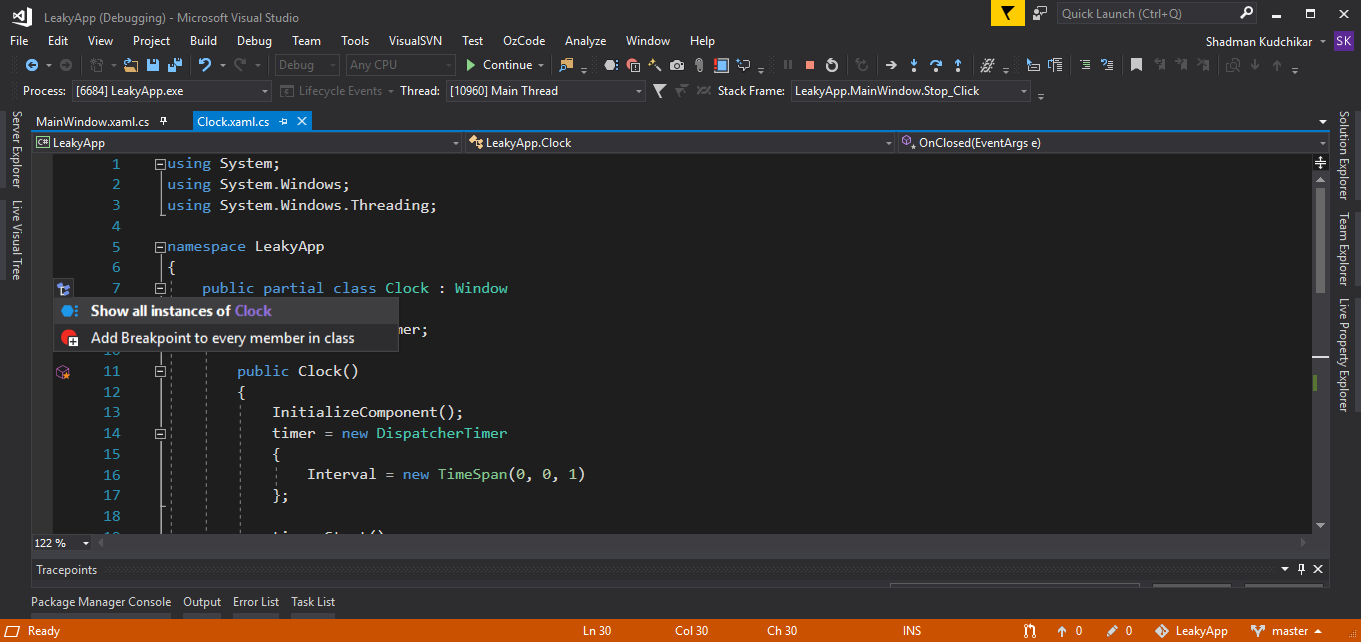 LeakyApp (Debugging) - Microsoft Visual Studio
Quick Launch (Ctrl+Q)
File Edit View Project Build Debug Team Tools VisualSVN Test OzCode Analyze Window Help
Shadman Kudchikar SK
Debug Any CPU Continue
Process: [6684] LeakyApp.exe Lifecycle Events Thread: [10960] Main Thread Stack Frame: LeakyApp.MainWindow.Stop_Click
Server Explorer
Live Visual Tree
MainWindow.xaml.cs Clock.xaml.cs
C# LeakyApp LeakyApp.Clock OnClosed(EventArgs e)
1 using System;
2 using System.Windows;
3 using System.Windows.Threading;
4
5 namespace LeakyApp
6 {
7 public partial class Clock : Window
Show all instances of Clock
mer;
Add Breakpoint to every member in class
11 public Clock()
12 {
13 InitializeComponent();
14 timer = new DispatcherTimer
15 {
16 Interval = new TimeSpan(0, 0, 1)
17 };
18
122 %
Solution Explorer
Team Explorer
Live Property Explorer
Tracepoints
Package Manager Console Output Error List Task List
Ready Ln 30 Col 30 Ch 30 INS 0 0 LeakyApp master